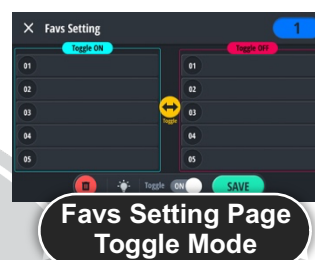 Favs Setting 1
Toggle ON Toggle OFF
01 01
02 02
03 03
Toggle
04 04
05 05
Toggle ON SAVE
Favs Setting Page
Toggle Mode